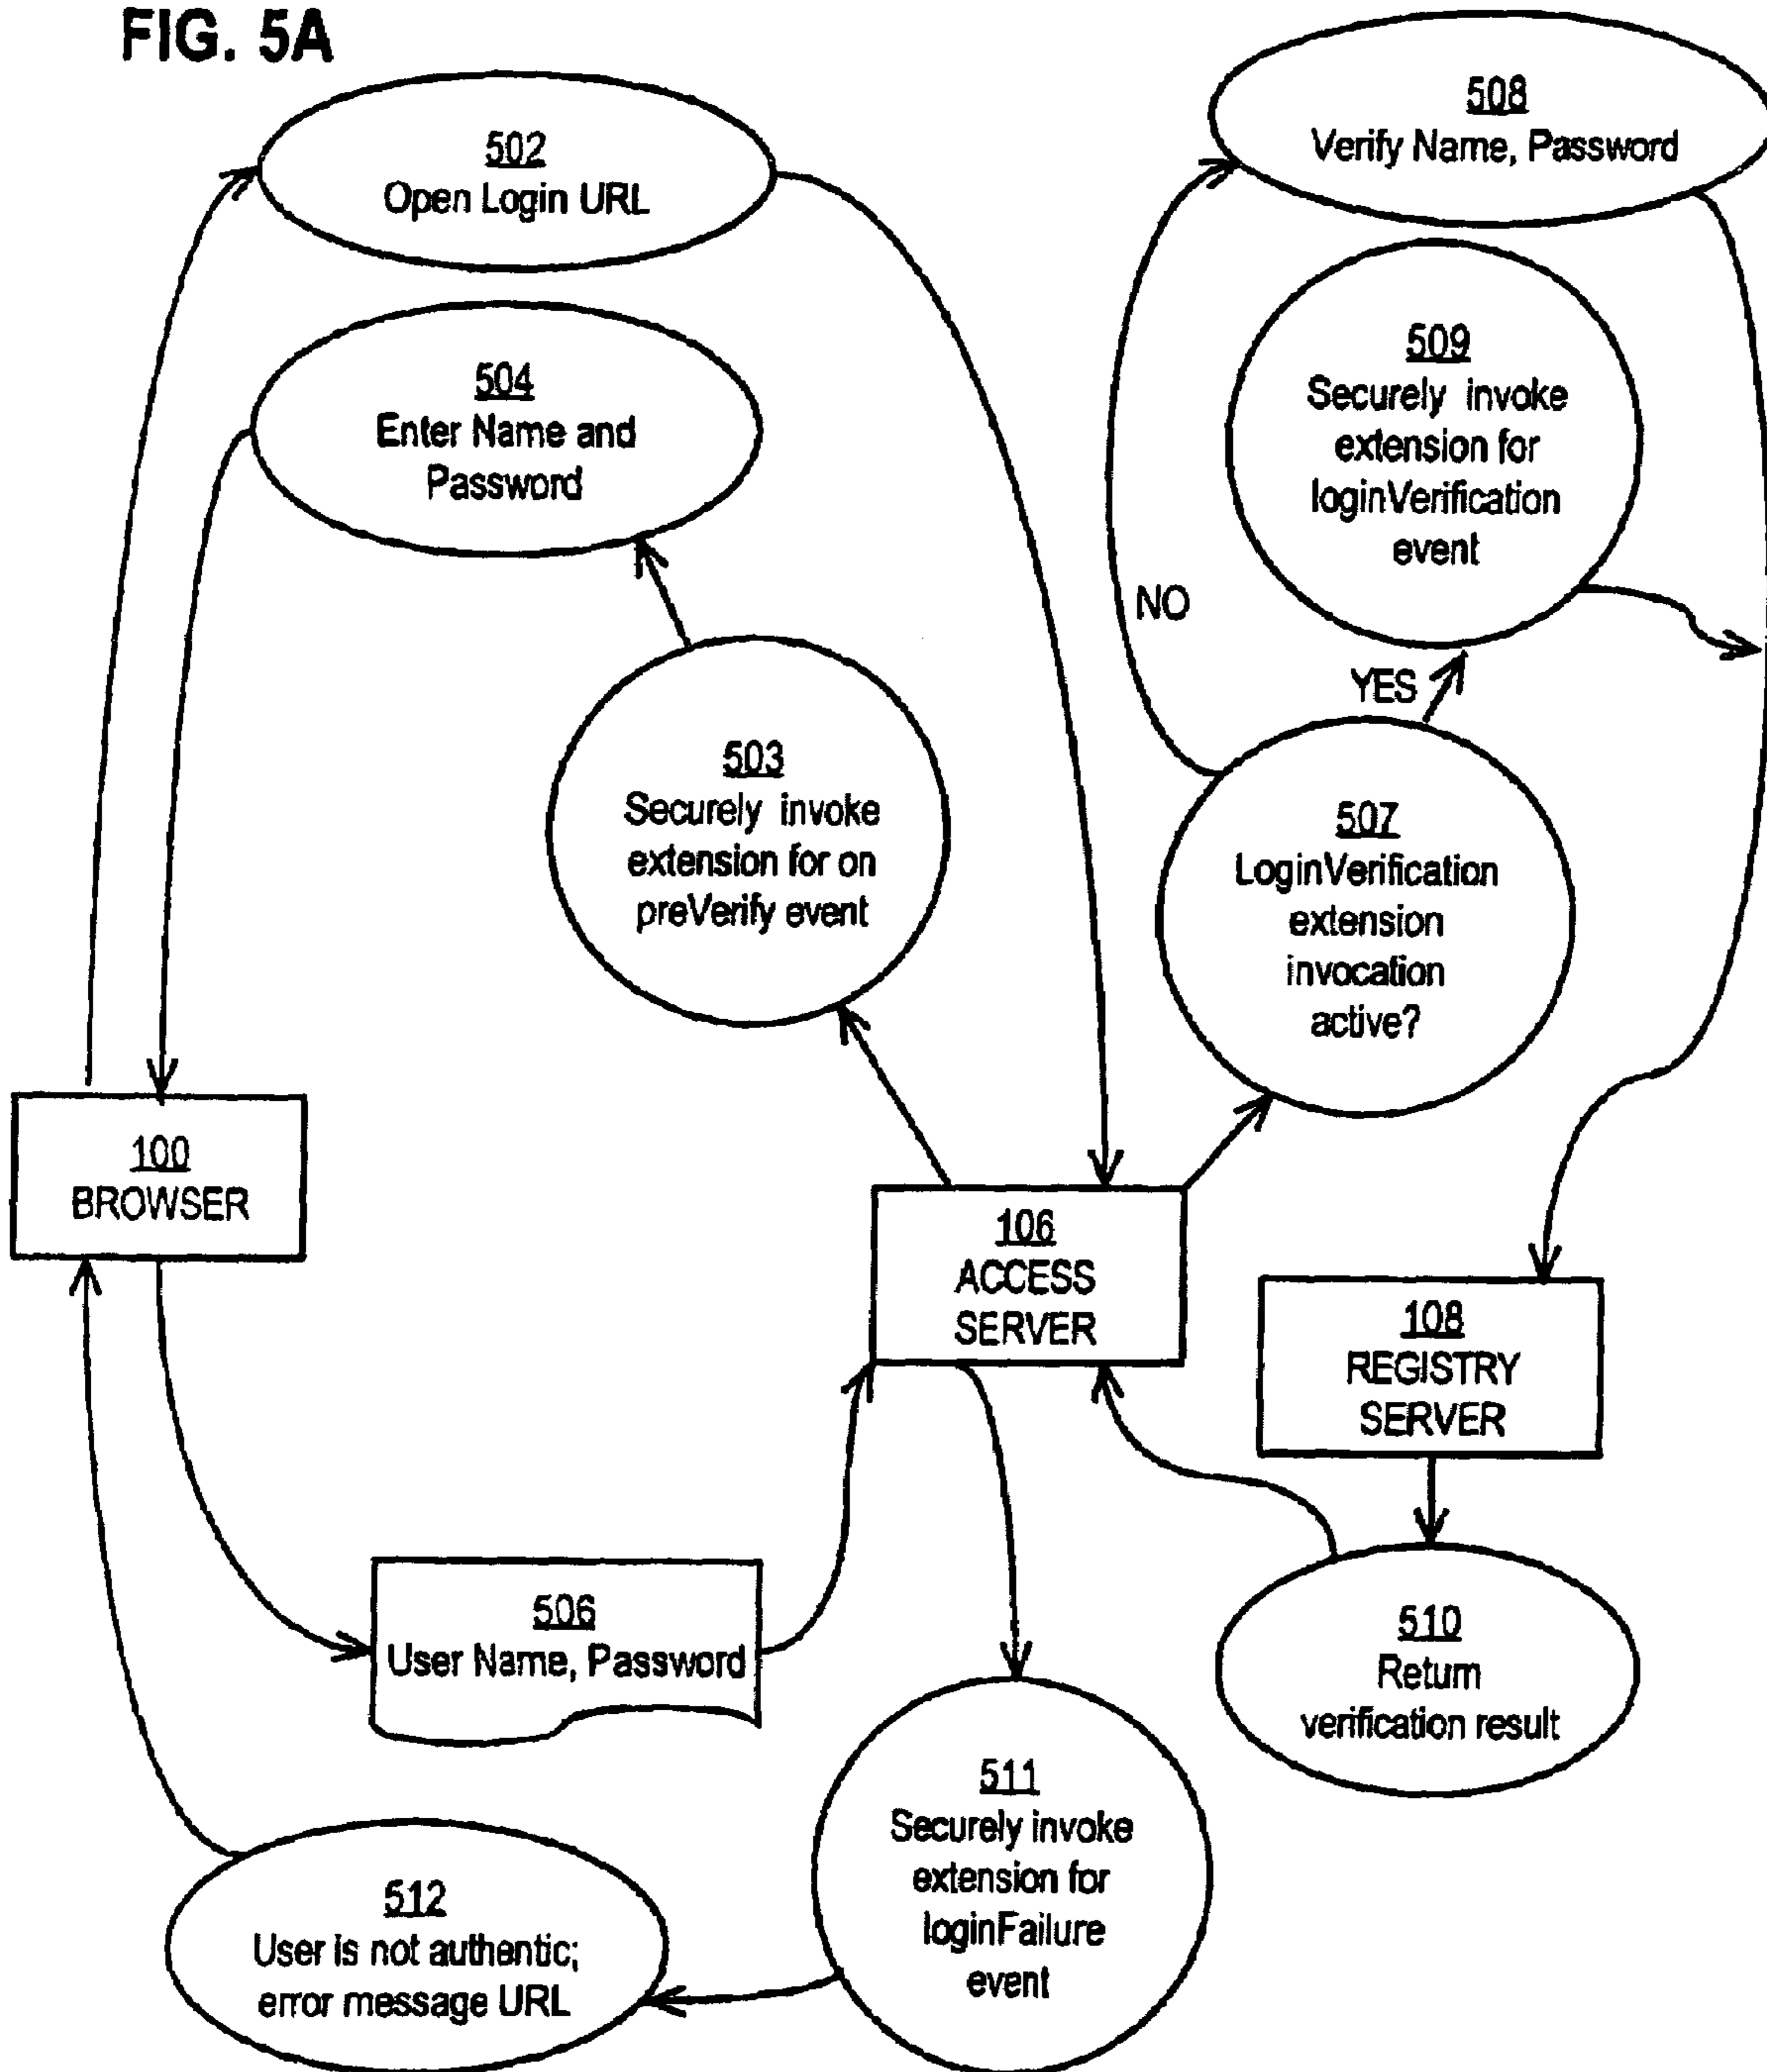 FIG. 5A
502
Open Login URL
504
Enter Name and
Password
503
Securely invoke
extension for on
preVerify event
508
Verify Name, Password
509
Securely invoke
extension for
loginVerification
event
NO
YES
507
LoginVerification
extension
invocation
active?
100
BROWSER
106
ACCESS
SERVER
108
REGISTRY
SERVER
506
User Name, Password
510
Return
verification result
511
Securely invoke
extension for
loginFailure
event
512
User is not authentic;
error message URL